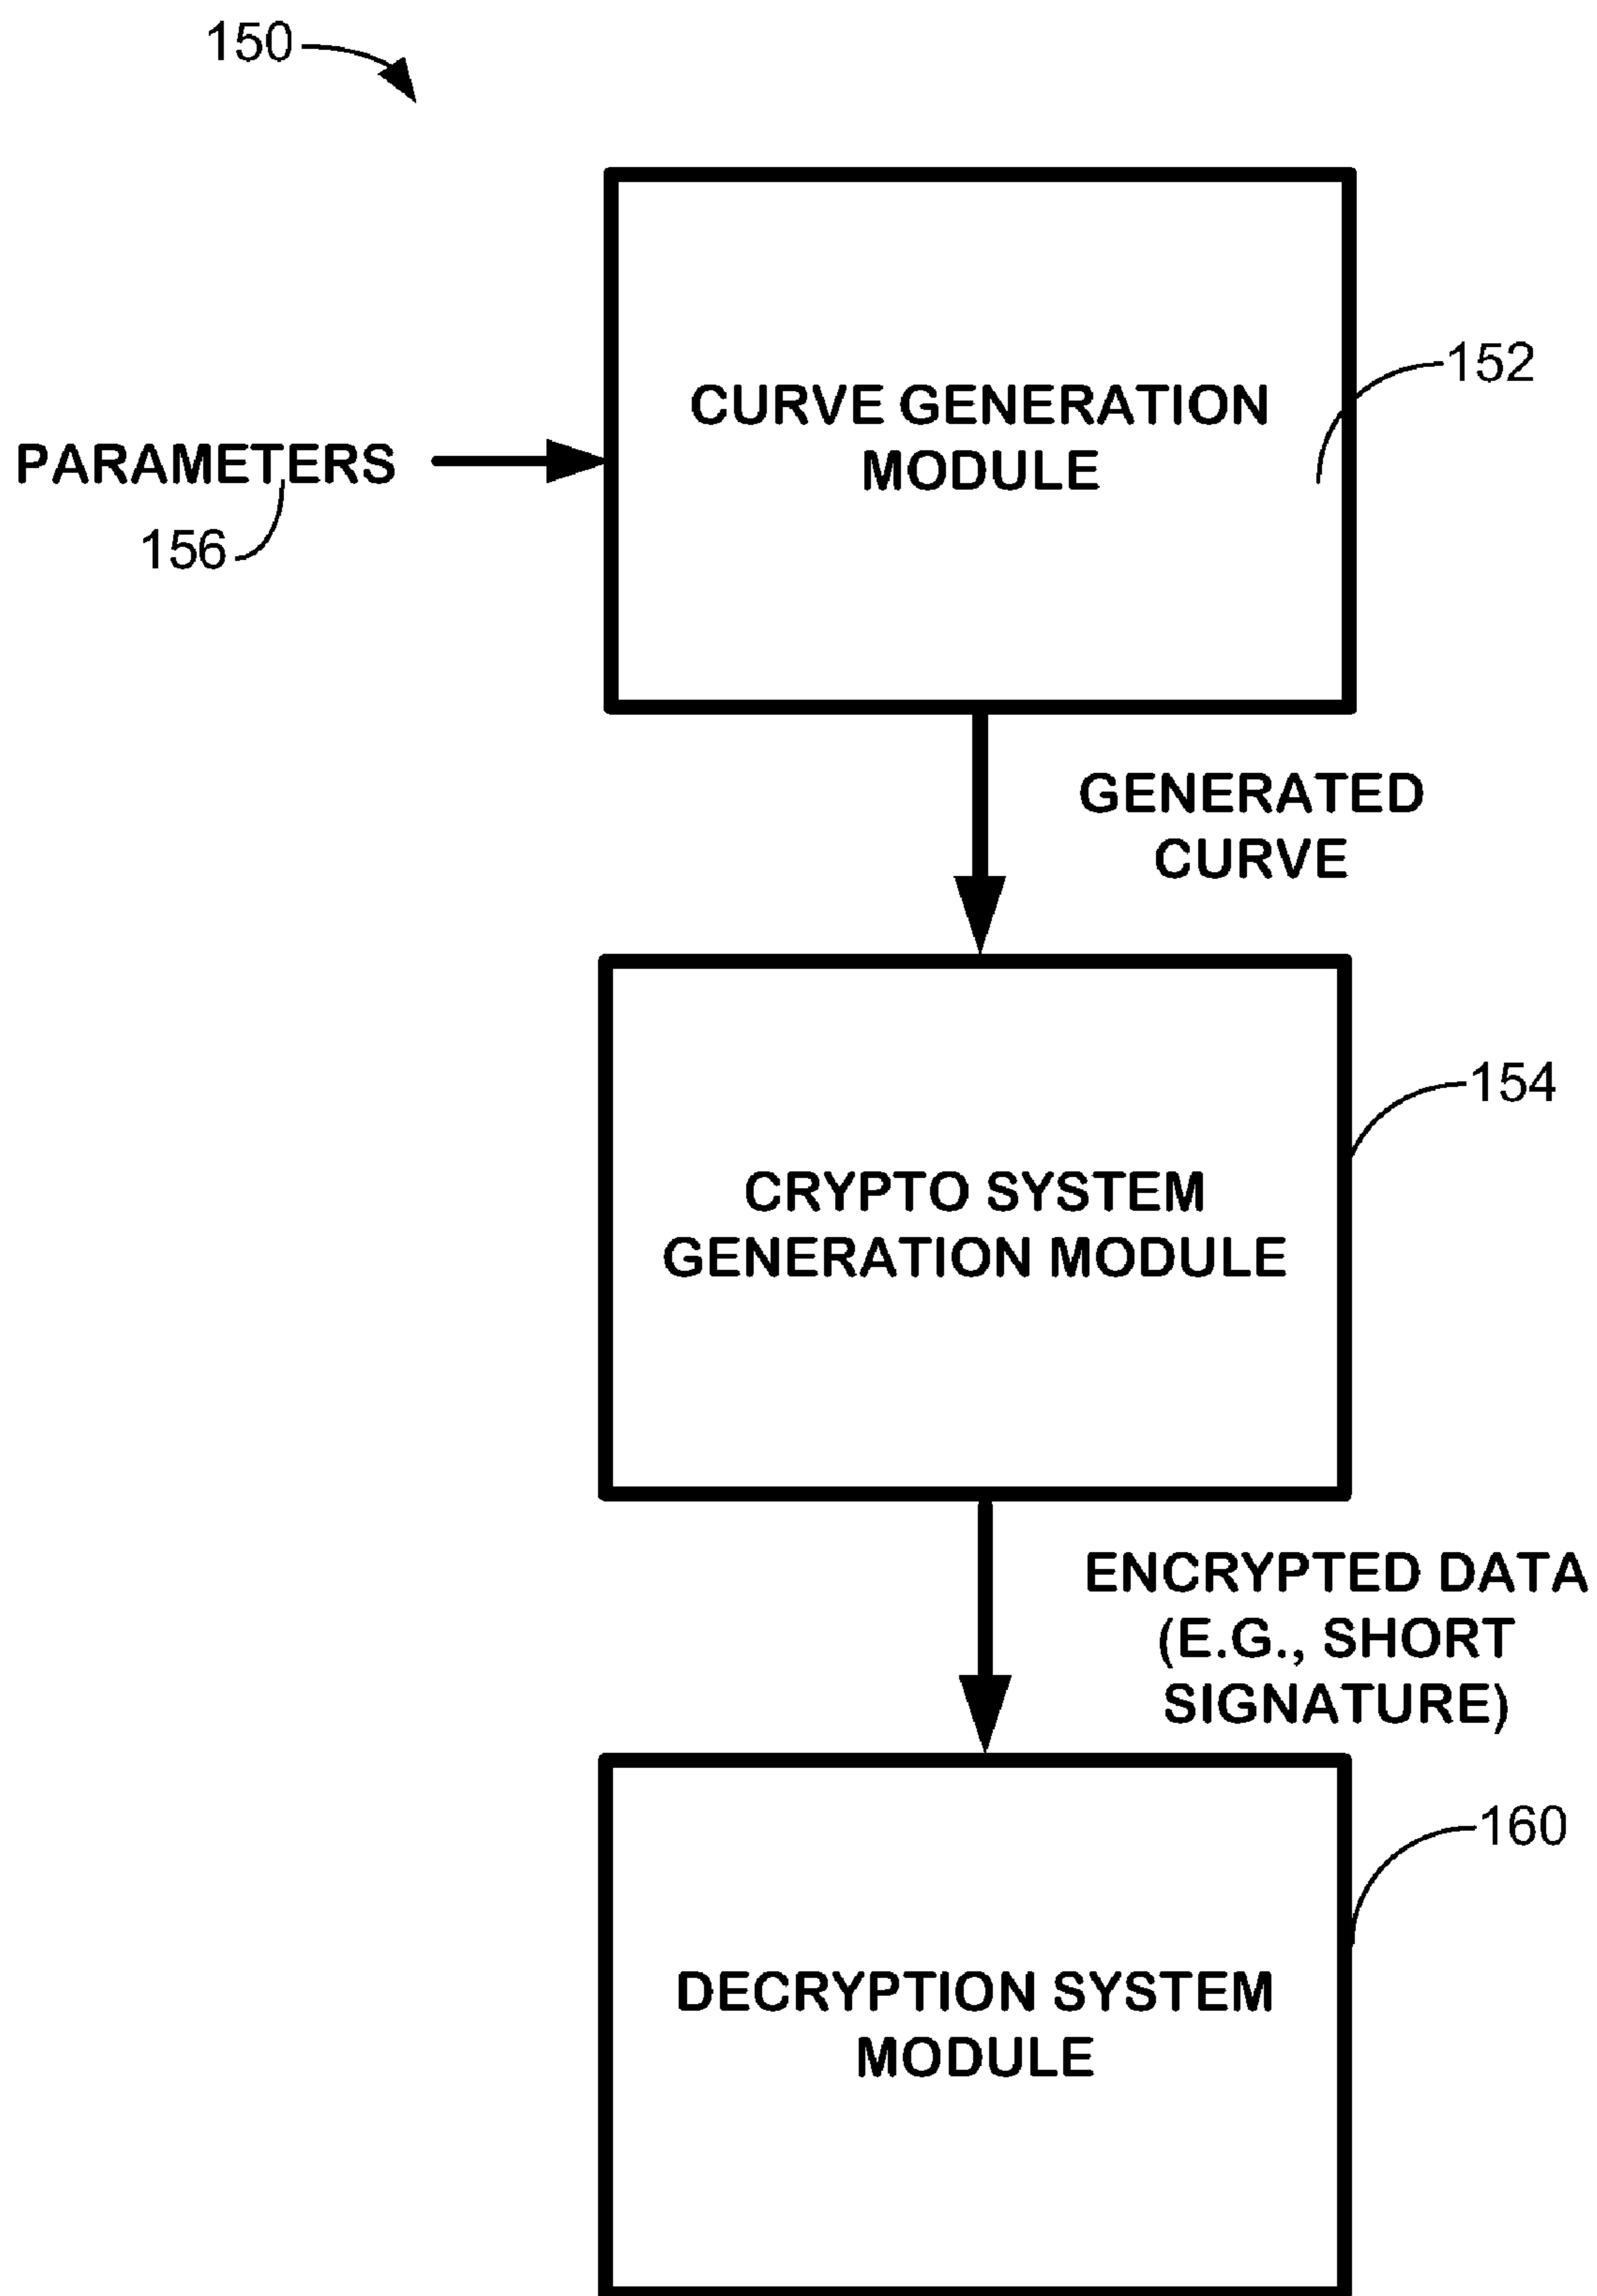 150
CURVE GENERATION
MODULE
152
PARAMETERS
156
GENERATED
CURVE
154
CRYPTO SYSTEM
GENERATION MODULE
ENCRYPTED DATA
(E.G., SHORT
SIGNATURE)
160
DECRYPTION SYSTEM
MODULE